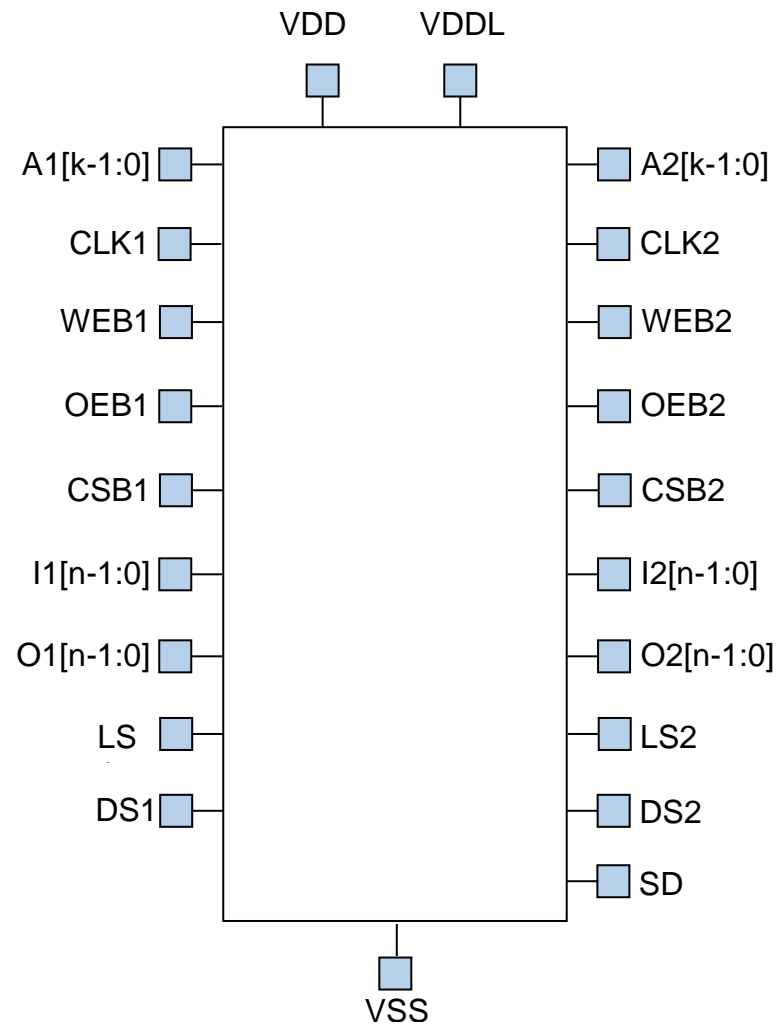 VDD VDDL
A1[k-1:0] A2[k-1:0]
CLK1 CLK2
WEB1 WEB2
OEB1 OEB2
CSB1 CSB2
I1[n-1:0] I2[n-1:0]
O1[n-1:0] O2[n-1:0]
LS LS2
DS1 DS2
SD
VSS